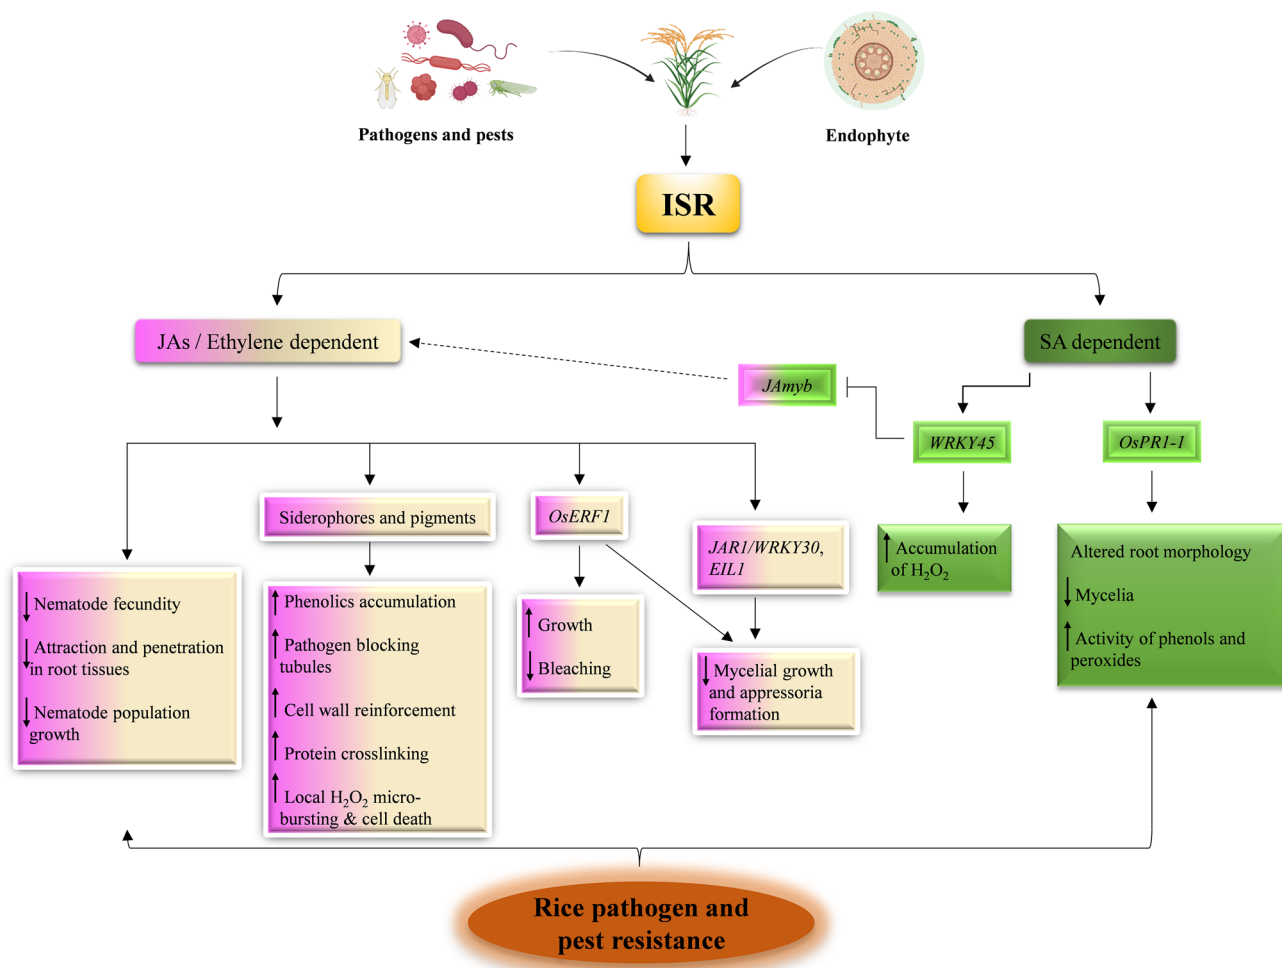 Pathogens and pests
Endophyte
ISR
JAs / Ethylene dependent
SA dependent
JAmyb
WRKY45
OsPR1-1
Siderophores and pigments
OsERF1
JAR1/WRKY30,
EIL1
Accumulation
of H₂O₂
Altered root morphology
Mycelia
Activity of phenols and
peroxides
Nematode fecundity
Attraction and penetration
in root tissues
Nematode population
growth
Phenolics accumulation
Pathogen blocking
tubules
Cell wall reinforcement
Protein crosslinking
Local H₂O₂ micro-
bursting & cell death
Growth
Bleaching
Mycelial growth
and appressoria
formation
Rice pathogen and
pest resistance